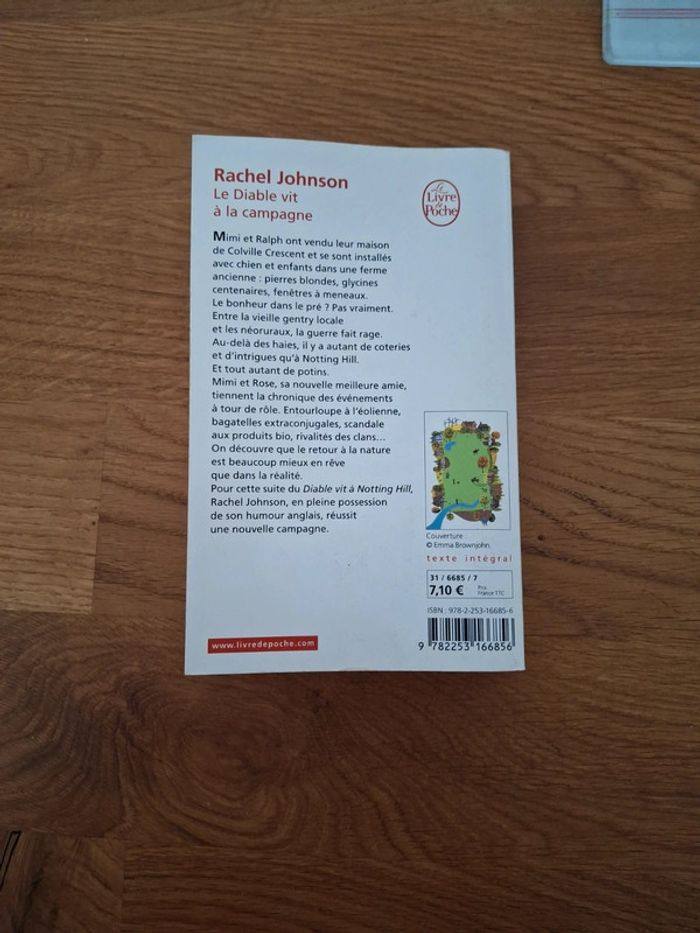 Rachel Johnson
Le Diable vit
à la campagne
Le
Livre
de
Poche
Mimi et Ralph ont vendu leur maison
de Colville Crescent et se sont installés
avec chien et enfants dans une ferme
ancienne : pierres blondes, glycines
centenaires, fenêtres à meneaux.
Le bonheur dans le pré ? Pas vraiment.
Entre la vieille gentry locale
et les néoruraux, la guerre fait rage.
Au-delà des haies, il y a autant de coteries
et d'intrigues qu'à Notting Hill.
Et tout autant de potins.
Mimi et Rose, sa nouvelle meilleure amie,
tiennent la chronique des événements
à tour de rôle. Entourloupe à l'éolienne,
bagatelles extraconjugales, scandale
aux produits bio, rivalités des clans...
On découvre que le retour à la nature
est beaucoup mieux en rêve
que dans la réalité.
Pour cette suite du Diable vit à Notting Hill,
Rachel Johnson, en pleine possession
de son humour anglais, réussit
une nouvelle campagne.
Couverture :
© Emma Brownjohn.
texte intégral
31 / 6685 / 7
7,10 €
Prix
France TTC
ISBN : 978-2-253-16685-6
9 782253 166856
www.livredepoche.com